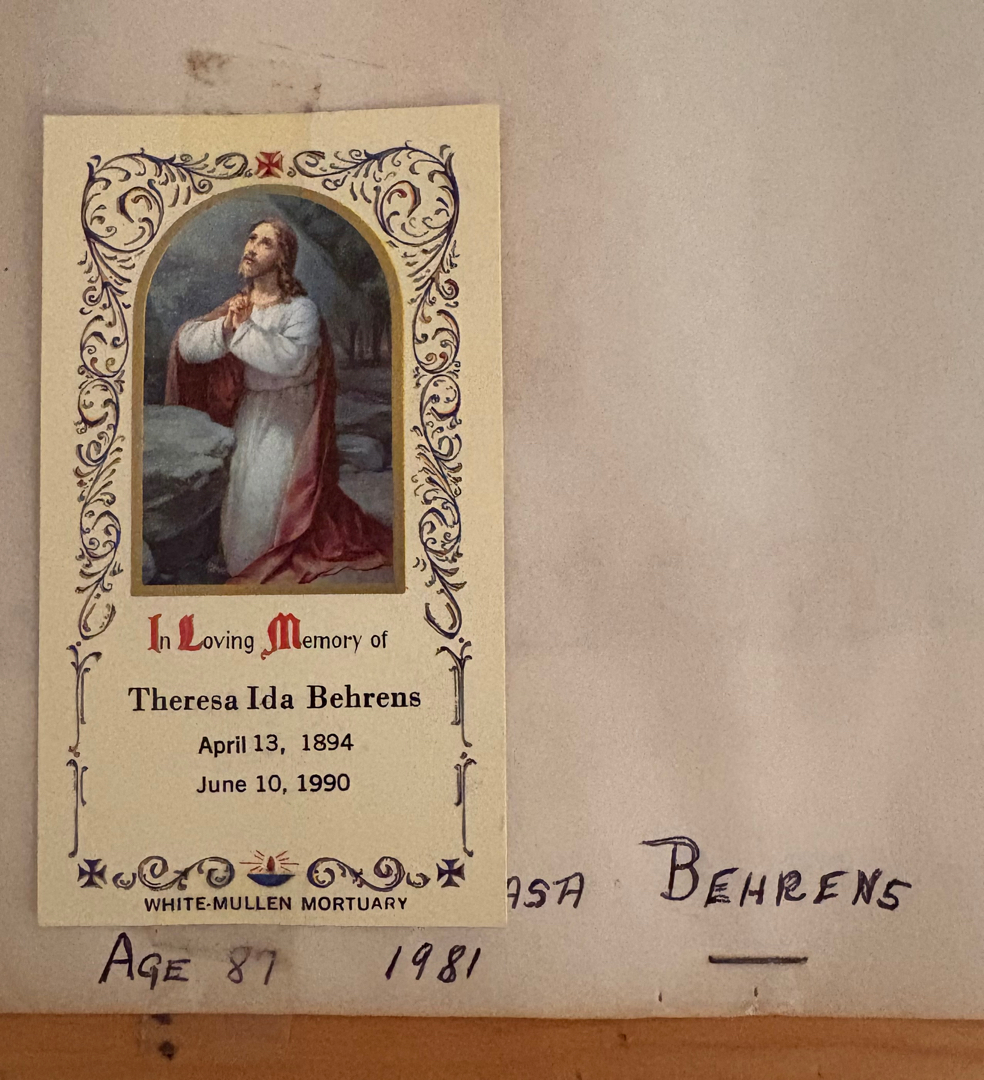 In Loving Memory of
Theresa Ida Behrens
April 13, 1894
June 10, 1990
WHITE-MULLEN MORTUARY
ASA BEHRENS
AGE 87 1981